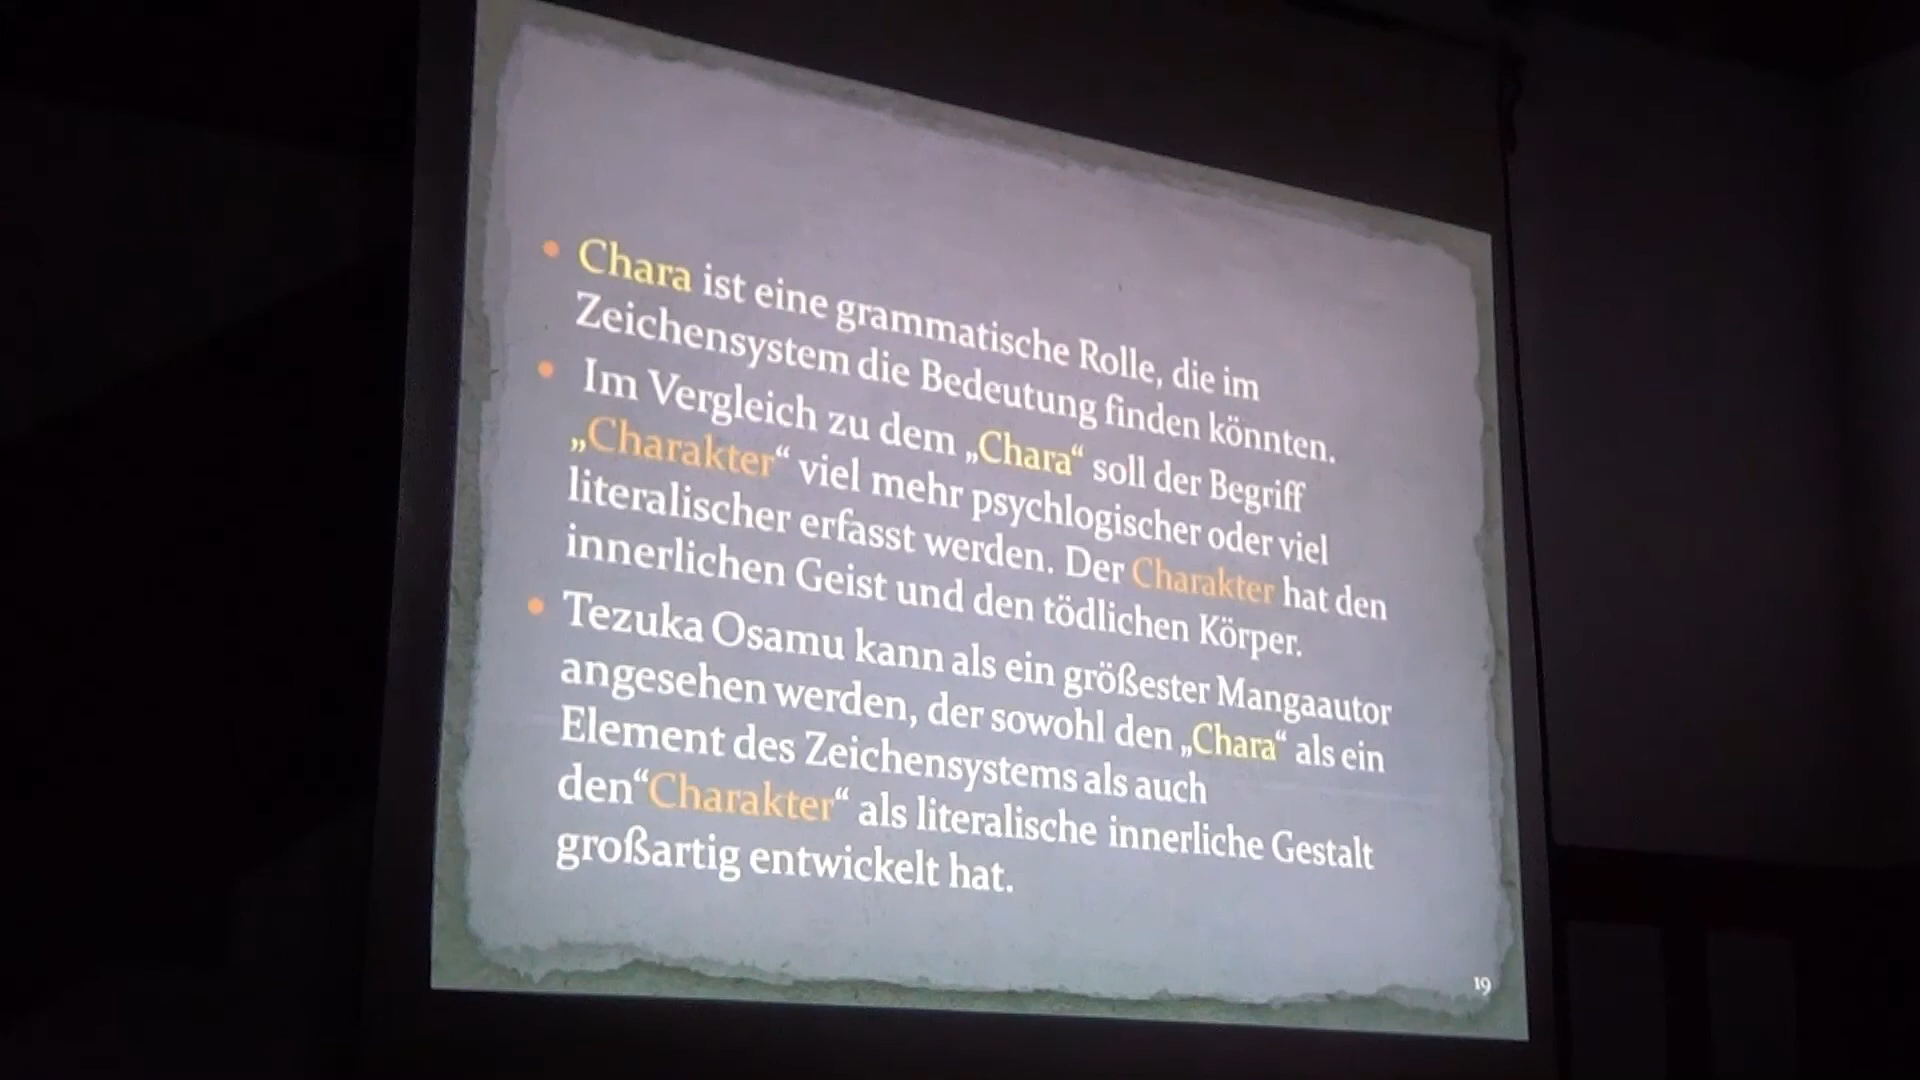 • Chara ist eine grammatische Rolle, die im
Zeichensystem die Bedeutung finden könnten.
• Im Vergleich zu dem „Chara“ soll der Begriff
„Charakter“ viel mehr psychlogischer oder viel
literalischer erfasst werden. Der Charakter hat den
innerlichen Geist und den tödlichen Körper.
• Tezuka Osamu kann als ein größester Mangaautor
angesehen werden, der sowohl den „Chara“ als ein
Element des Zeichensystems als auch
den“Charakter“ als literalische innerliche Gestalt
großartig entwickelt hat.
19